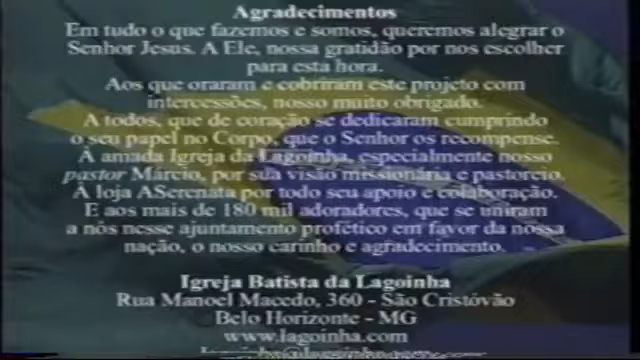 Agradecimentos
Em tudo o que fazemos e somos, queremos alegrar o
Senhor Jesus. A Ele, nossa gratidão por nos escolher
para esta hora.
Aos que oraram e cobriram este projeto com
intercessões, nosso muito obrigado.
A todos, que de coração se dedicaram cumprindo
o seu papel no Corpo, que o Senhor os recompense.
À amada Igreja da Lagoinha, especialmente nosso
pastor Márcio, por sua visão missionária e pastoreio.
À loja ASerenata por todo seu apoio e colaboração.
E aos mais de 180 mil adoradores, que se uniram
a nós nesse ajuntamento profético em favor da nossa
nação, o nosso carinho e agradecimento.
Igreja Batista da Lagoinha
Rua Manoel Macedo, 360 - São Cristóvão
Belo Horizonte - MG
www.lagoinha.com